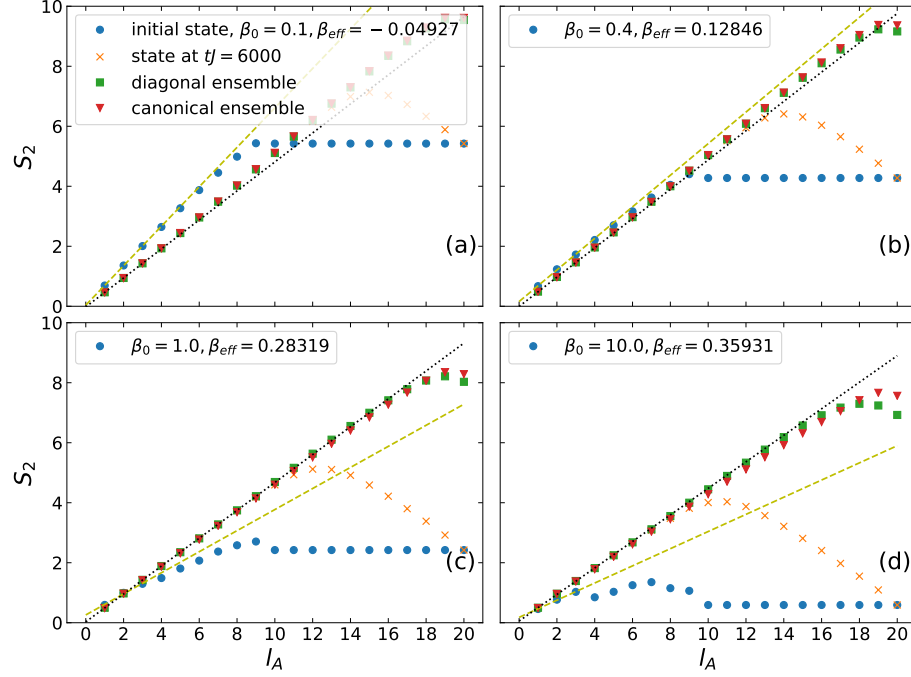 initial state, β₀ = 0.1, β_eff = − 0.04927
state at tJ = 6000
diagonal ensemble
canonical ensemble
(a)
S₂
0
2
4
6
8
10
β₀ = 0.4, β_eff = 0.12846
(b)
β₀ = 1.0, β_eff = 0.28319
(c)
S₂
0
2
4
6
8
10
0 2 4 6 8 10 12 14 16 18 20
l_A
β₀ = 10.0, β_eff = 0.35931
(d)
0 2 4 6 8 10 12 14 16 18 20
l_A